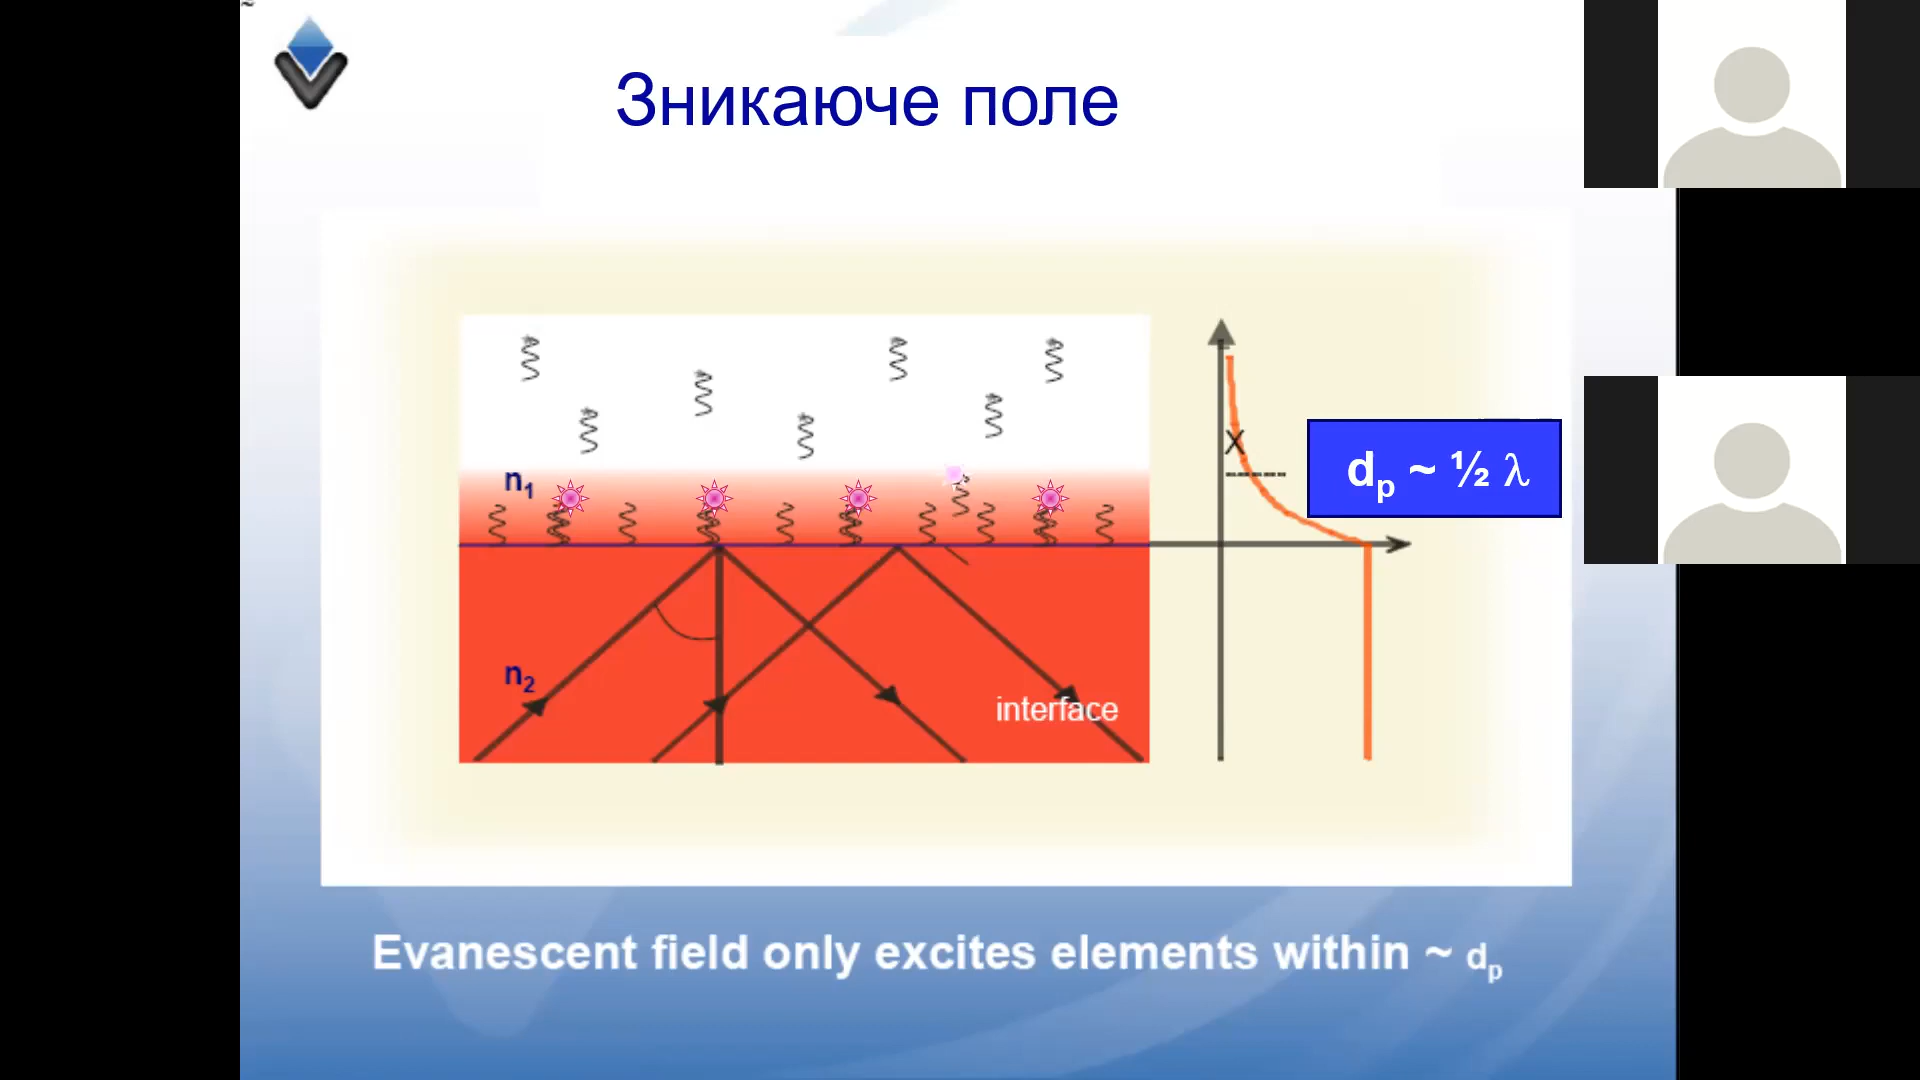 ~
Зникаюче поле
n1
X
dp ~ ½ λ
n2
interface
Evanescent field only excites elements within ~ dp